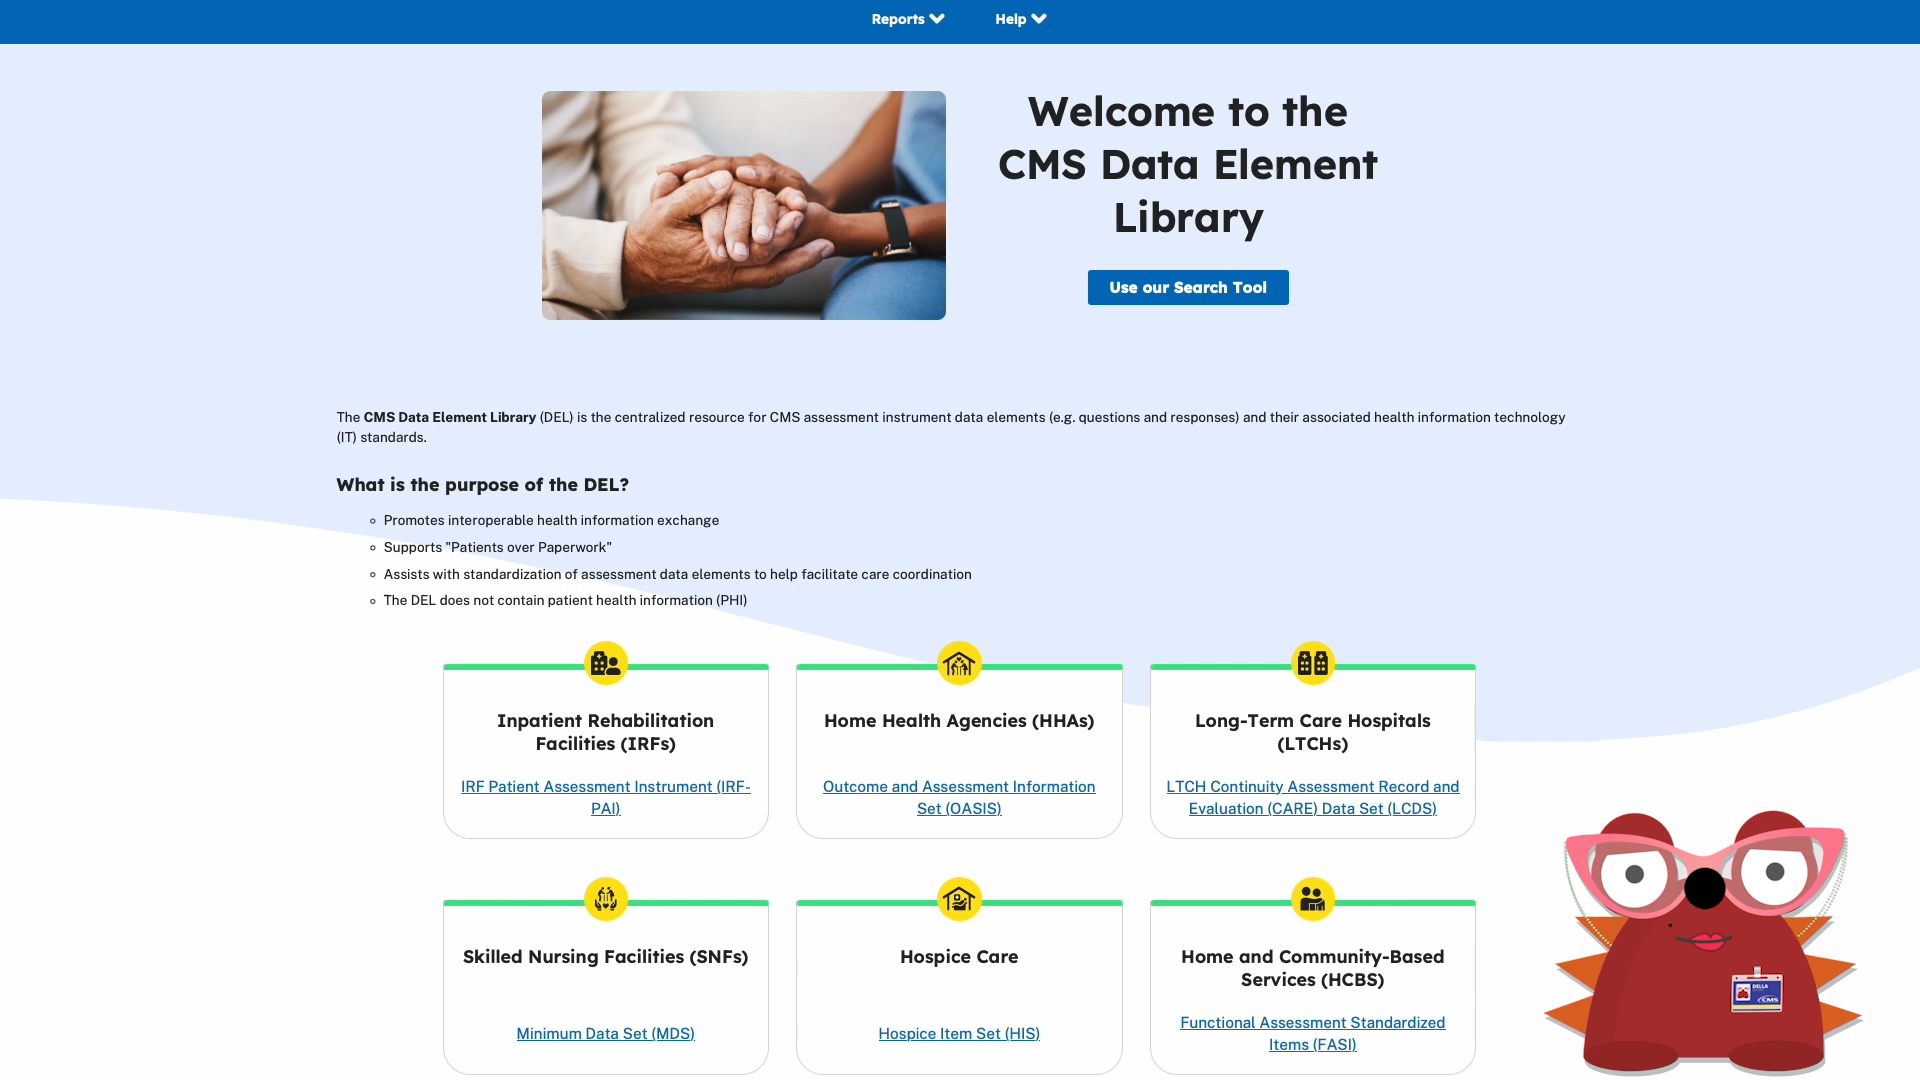 Reports
Help
Welcome to the
CMS Data Element
Library
Use our Search Tool
The CMS Data Element Library (DEL) is the centralized resource for CMS assessment instrument data elements (e.g. questions and responses) and their associated health information technology
(IT) standards.
What is the purpose of the DEL?
Promotes interoperable health information exchange
Supports "Patients over Paperwork"
Assists with standardization of assessment data elements to help facilitate care coordination
The DEL does not contain patient health information (PHI)
Inpatient Rehabilitation
Facilities (IRFs)
IRF Patient Assessment Instrument (IRF-
PAI)
Home Health Agencies (HHAs)
Outcome and Assessment Information
Set (OASIS)
Long-Term Care Hospitals
(LTCHs)
LTCH Continuity Assessment Record and
Evaluation (CARE) Data Set (LCDS)
Skilled Nursing Facilities (SNFs)
Minimum Data Set (MDS)
Hospice Care
Hospice Item Set (HIS)
Home and Community-Based
Services (HCBS)
Functional Assessment Standardized
Items (FASI)
DELLA
CMS